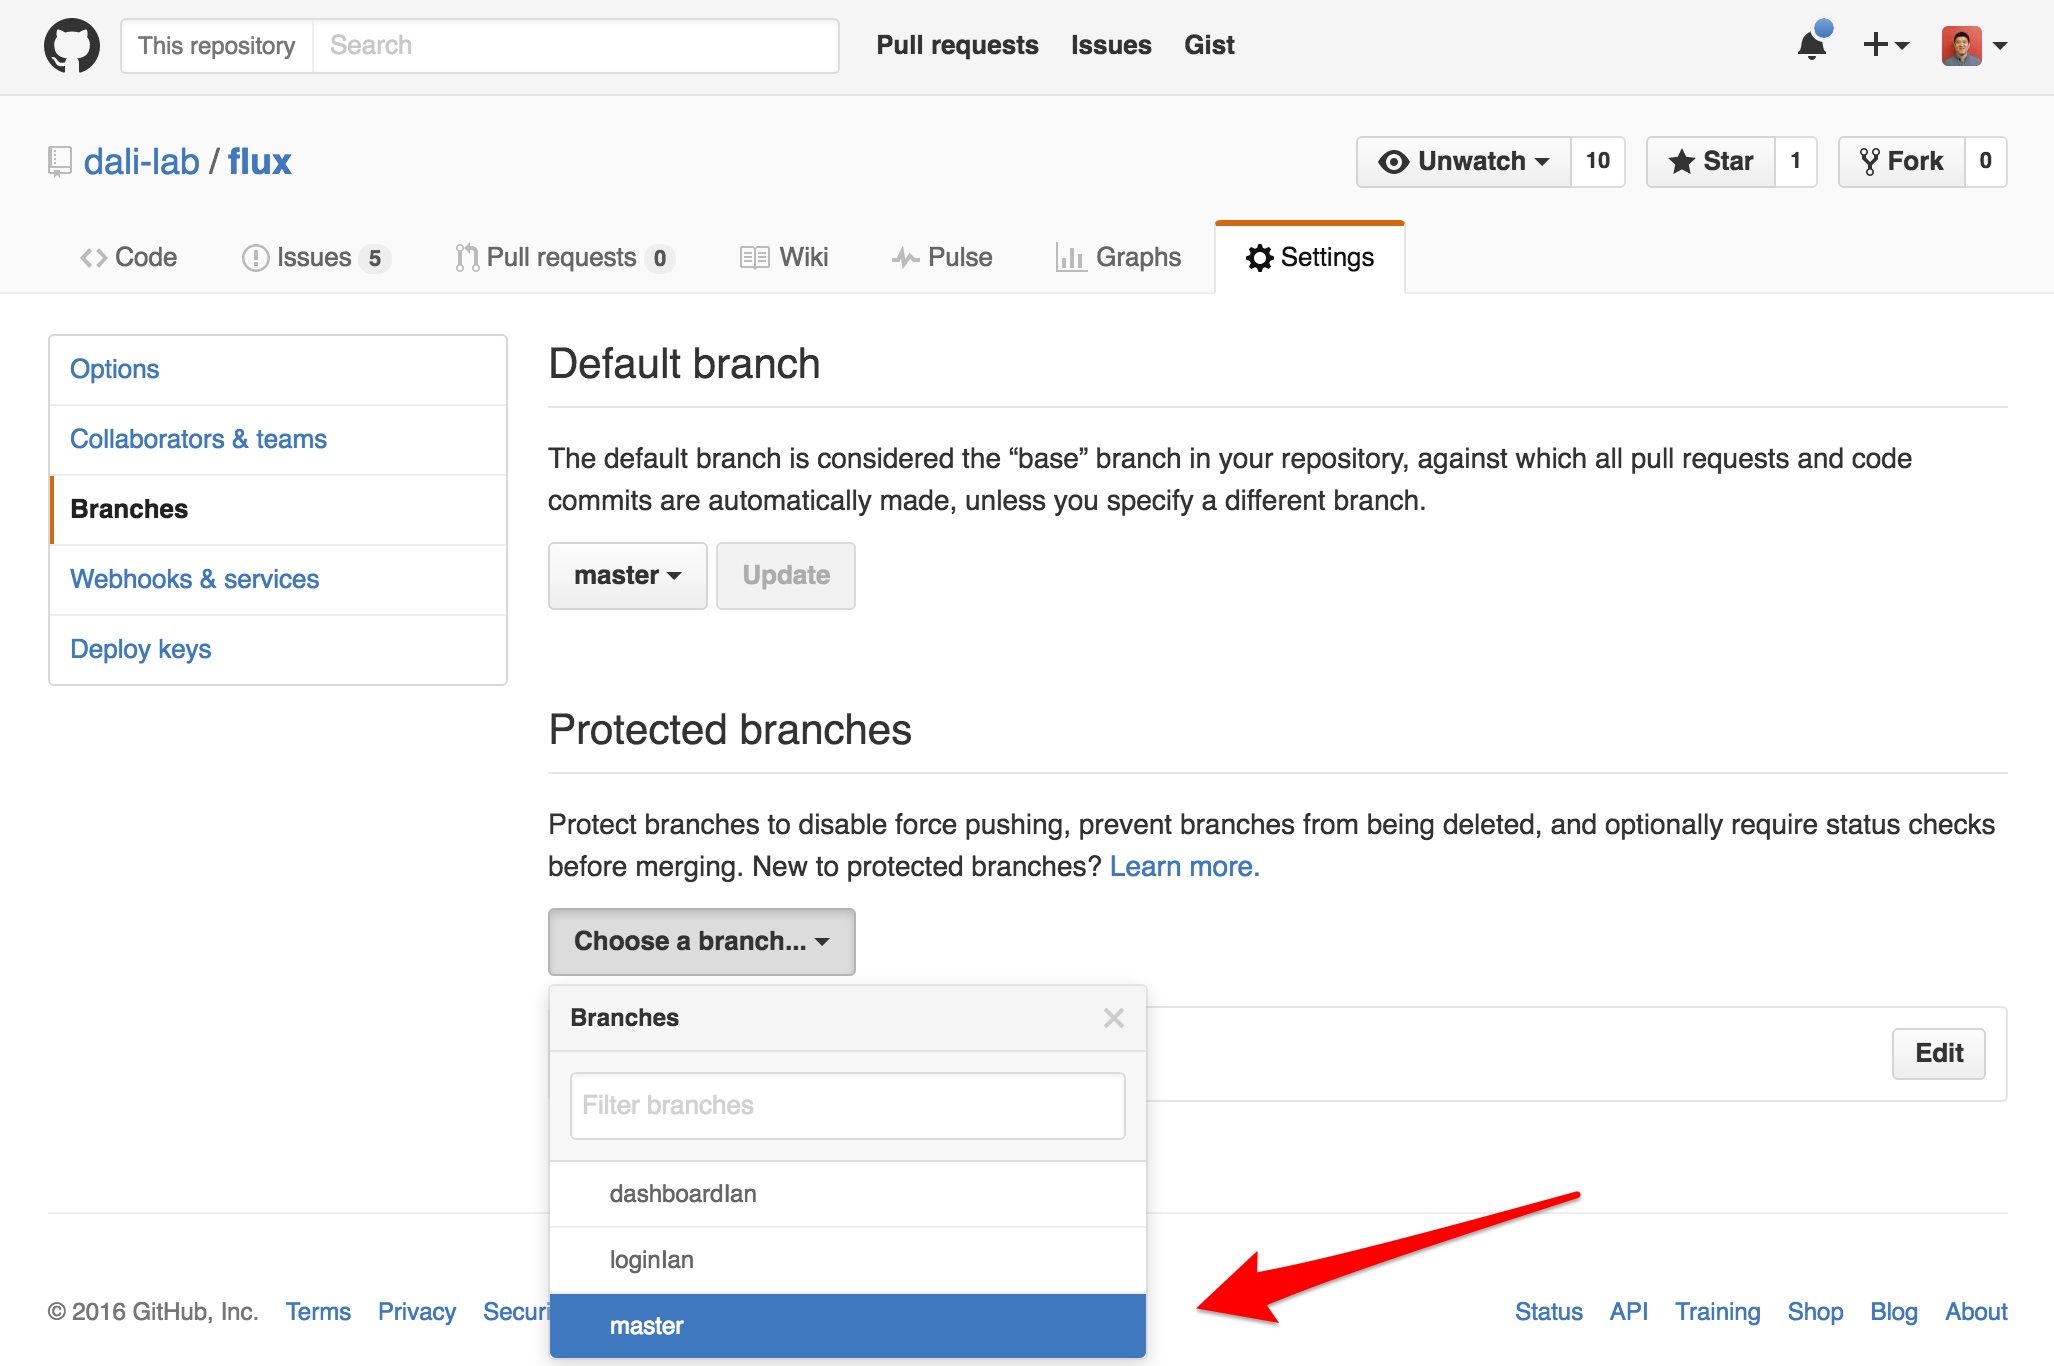 This repository Search Pull requests Issues Gist
dali-lab / flux Unwatch 10 Star 1 Fork 0
Code Issues 5 Pull requests 0 Wiki Pulse Graphs Settings
Options
Collaborators & teams
Branches
Webhooks & services
Deploy keys
Default branch
The default branch is considered the “base” branch in your repository, against which all pull requests and code
commits are automatically made, unless you specify a different branch.
master Update
Protected branches
Protect branches to disable force pushing, prevent branches from being deleted, and optionally require status checks
before merging. New to protected branches? Learn more.
Choose a branch...
Branches
Edit
Filter branches
dashboardIan
loginIan
master
© 2016 GitHub, Inc. Terms Privacy Securi
Status API Training Shop Blog About